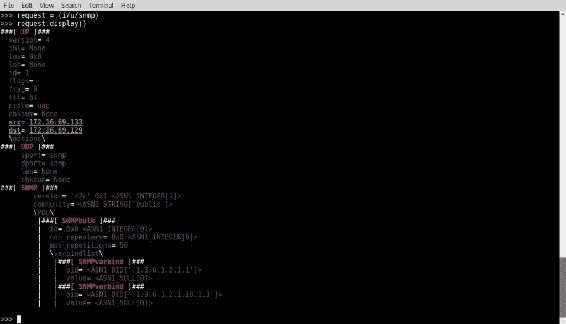 File Edit View Search Terminal Help
>>> request = (i/u/snmp)
>>> request.display()
###[ IP ]###
version= 4
ihl= None
tos= 0x0
len= None
id= 1
flags=
frag= 0
ttl= 64
proto= udp
chksum= None
src= 172.16.69.133
dst= 172.16.69.129
\options\
###[ UDP ]###
sport= snmp
dport= snmp
len= None
chksum= None
###[ SNMP ]###
version= 'v2c' 0x1 <ASN1_INTEGER[1]>
community= <ASN1_STRING['public']>
\PDU\
|###[ SNMPbulk ]###
| id= 0x0 <ASN1_INTEGER[0]>
| non_repeaters= 0x0 <ASN1_INTEGER[0]>
| max_repetitions= 50
| \varbindlist\
| |###[ SNMPvarbind ]###
| | oid= <ASN1_OID['.1.3.6.1.2.1.1']>
| | value= <ASN1_NULL[0]>
| |###[ SNMPvarbind ]###
| | oid= <ASN1_OID['.1.3.6.1.2.1.19.1.3']>
| | value= <ASN1_NULL[0]>
>>>